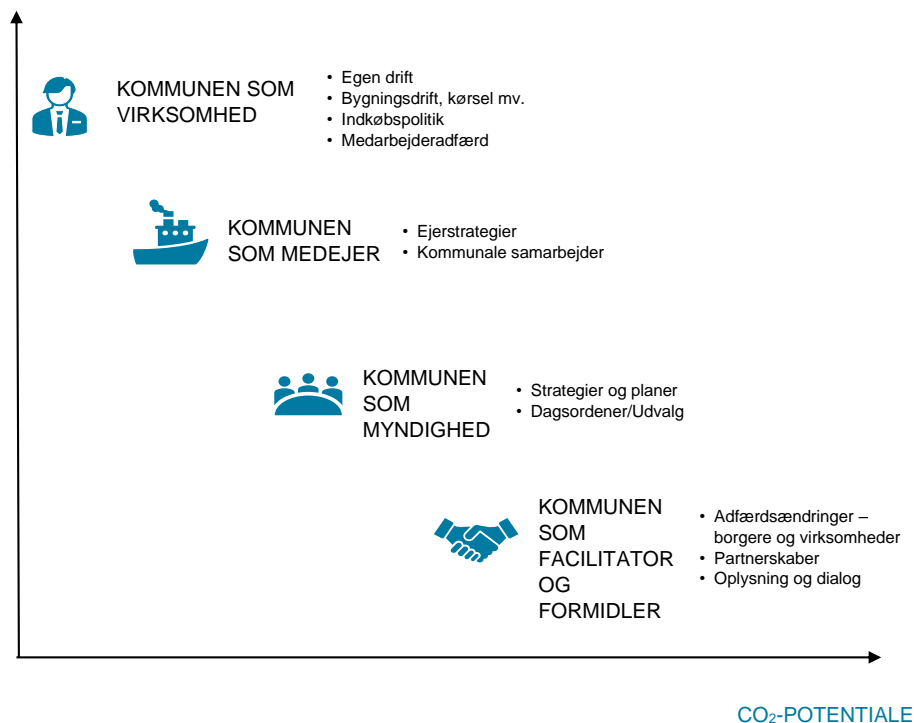 KOMMUNEN SOM
VIRKSOMHED
• Egen drift
• Bygningsdrift, kørsel mv.
• Indkøbspolitik
• Medarbejderadfærd
KOMMUNEN
SOM MEDEJER
• Ejerstrategier
• Kommunale samarbejder
KOMMUNEN
SOM
MYNDIGHED
• Strategier og planer
• Dagsordener/Udvalg
KOMMUNEN
SOM
FACILITATOR
OG
FORMIDLER
• Adfærdsændringer –
borgere og virksomheder
• Partnerskaber
• Oplysning og dialog
CO₂-POTENTIALE